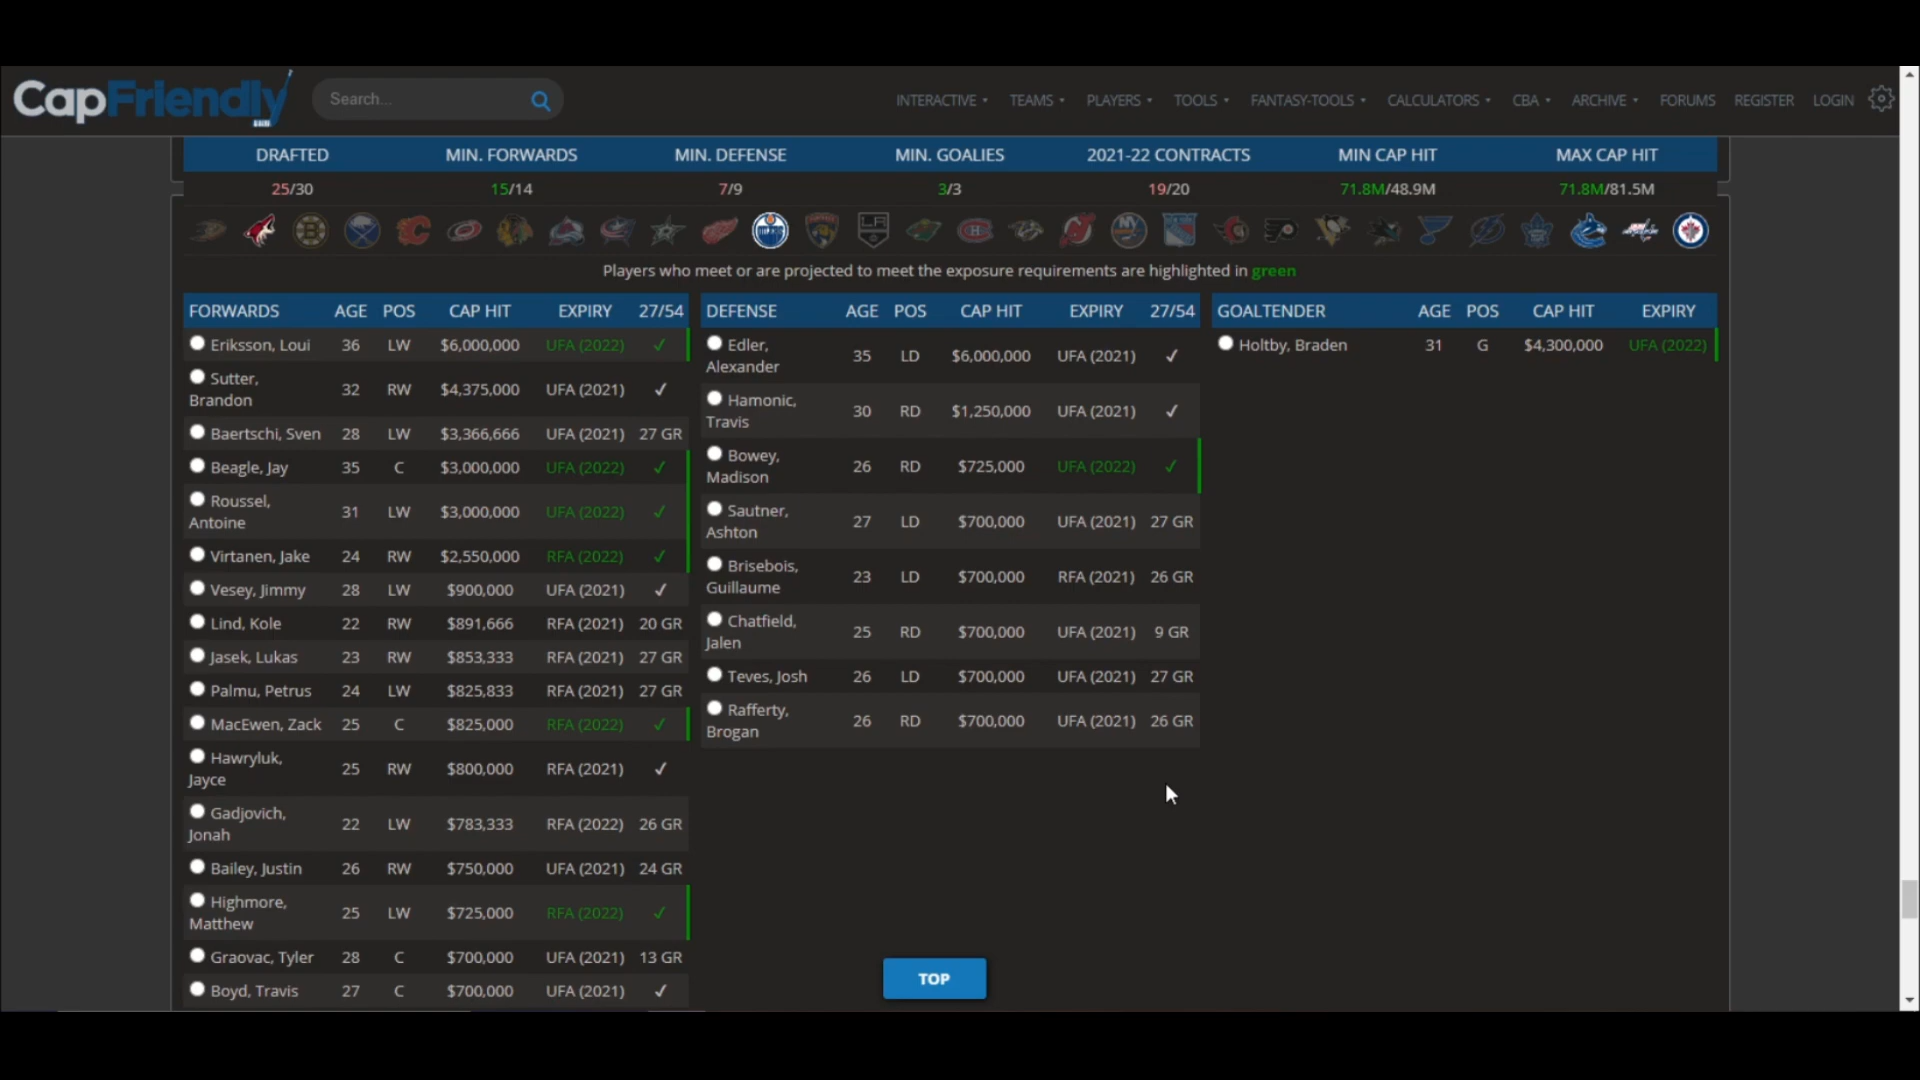 CapFriendly Search... INTERACTIVE TEAMS PLAYERS TOOLS FANTASY-TOOLS CALCULATORS CBA ARCHIVE FORUMS REGISTER LOGIN
DRAFTED MIN. FORWARDS MIN. DEFENSE MIN. GOALIES 2021-22 CONTRACTS MIN CAP HIT MAX CAP HIT
25/30 15/14 7/9 3/3 19/20 71.8M/48.9M 71.8M/81.5M
Players who meet or are projected to meet the exposure requirements are highlighted in green
FORWARDS AGE POS CAP HIT EXPIRY 27/54
Eriksson, Loui 36 LW $6,000,000 UFA (2022) ✓
Sutter,
Brandon 32 RW $4,375,000 UFA (2021) ✓
Baertschi, Sven 28 LW $3,366,666 UFA (2021) 27 GR
Beagle, Jay 35 C $3,000,000 UFA (2022) ✓
Roussel,
Antoine 31 LW $3,000,000 UFA (2022) ✓
Virtanen, Jake 24 RW $2,550,000 RFA (2022) ✓
Vesey, Jimmy 28 LW $900,000 UFA (2021) ✓
Lind, Kole 22 RW $891,666 RFA (2021) 20 GR
Jasek, Lukas 23 RW $853,333 RFA (2021) 27 GR
Palmu, Petrus 24 LW $825,833 RFA (2021) 27 GR
MacEwen, Zack 25 C $825,000 RFA (2022) ✓
Hawryluk,
Jayce 25 RW $800,000 RFA (2021) ✓
Gadjovich,
Jonah 22 LW $783,333 RFA (2022) 26 GR
Bailey, Justin 26 RW $750,000 UFA (2021) 24 GR
Highmore,
Matthew 25 LW $725,000 RFA (2022) ✓
Graovac, Tyler 28 C $700,000 UFA (2021) 13 GR
Boyd, Travis 27 C $700,000 UFA (2021) ✓
DEFENSE AGE POS CAP HIT EXPIRY 27/54
Edler,
Alexander 35 LD $6,000,000 UFA (2021) ✓
Hamonic,
Travis 30 RD $1,250,000 UFA (2021) ✓
Bowey,
Madison 26 RD $725,000 UFA (2022) ✓
Sautner,
Ashton 27 LD $700,000 UFA (2021) 27 GR
Brisebois,
Guillaume 23 LD $700,000 RFA (2021) 26 GR
Chatfield,
Jalen 25 RD $700,000 UFA (2021) 9 GR
Teves, Josh 26 LD $700,000 UFA (2021) 27 GR
Rafferty,
Brogan 26 RD $700,000 UFA (2021) 26 GR
GOALTENDER AGE POS CAP HIT EXPIRY
Holtby, Braden 31 G $4,300,000 UFA (2022)
TOP